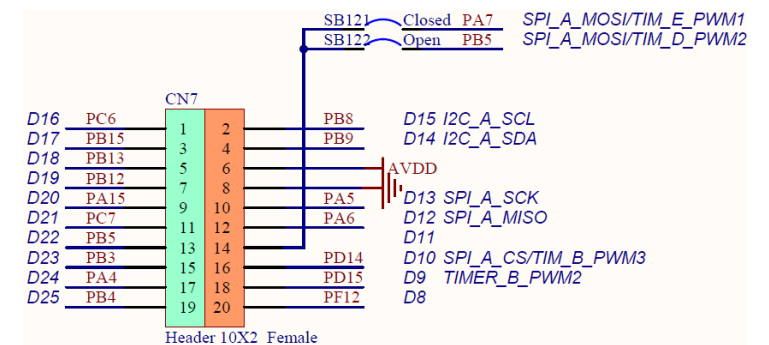 SB121 Closed PA7 SPI_A_MOSI/TIM_E_PWM1
SB122 Open PB5 SPI_A_MOSI/TIM_D_PWM2
CN7
D16 PC6 1 2 PB8 D15 I2C_A_SCL
D17 PB15 3 4 PB9 D14 I2C_A_SDA
D18 PB13 5 6 AVDD
D19 PB12 7 8
D20 PA15 9 10 PA5 D13 SPI_A_SCK
D21 PC7 11 12 PA6 D12 SPI_A_MISO
D22 PB5 13 14 D11
D23 PB3 15 16 PD14 D10 SPI_A_CS/TIM_B_PWM3
D24 PA4 17 18 PD15 D9 TIMER_B_PWM2
D25 PB4 19 20 PF12 D8
Header 10X2 Female